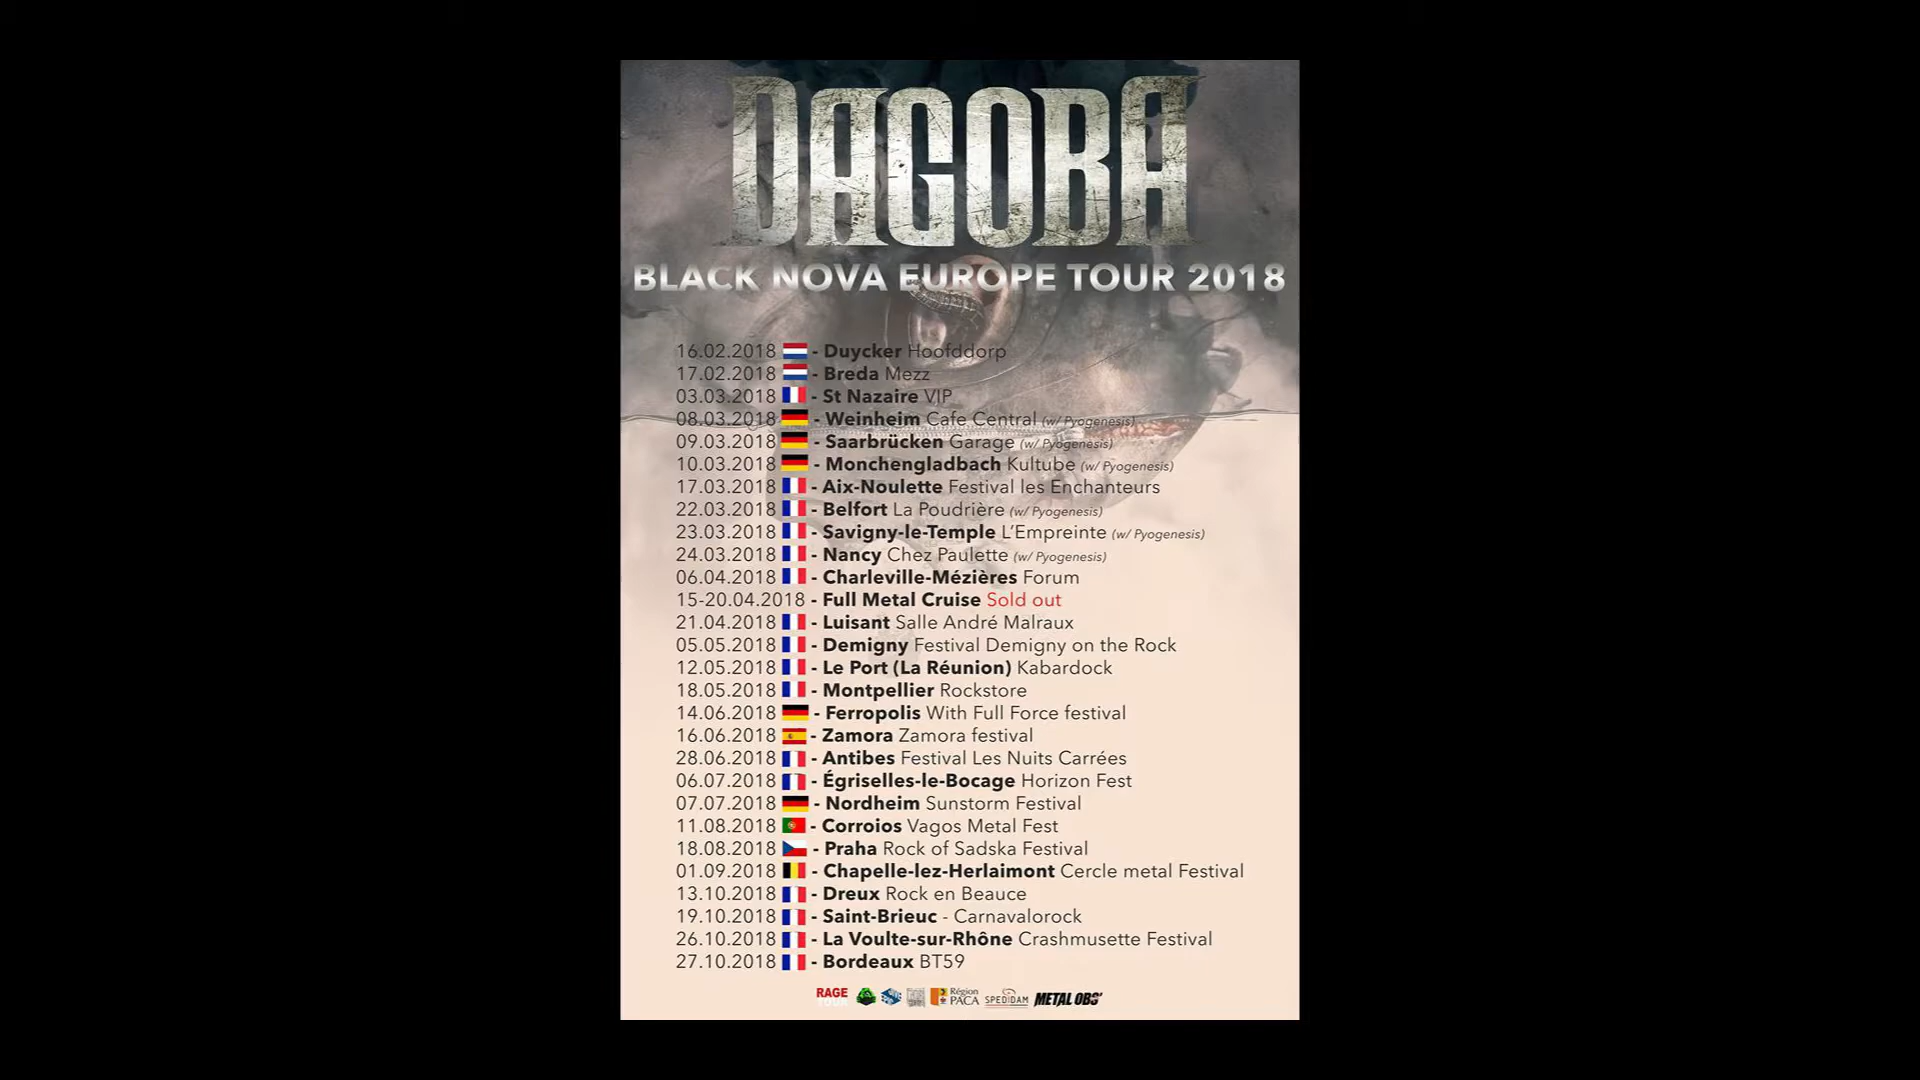 DAGOBA
BLACK NOVA EUROPE TOUR 2018
16.02.2018 - Duycker Hoofddorp
17.02.2018 - Breda Mezz
03.03.2018 - St Nazaire VIP
08.03.2018 - Weinheim Cafe Central (w/ Pyogenesis)
09.03.2018 - Saarbrücken Garage (w/ Pyogenesis)
10.03.2018 - Monchengladbach Kultube (w/ Pyogenesis)
17.03.2018 - Aix-Noulette Festival les Enchanteurs
22.03.2018 - Belfort La Poudrière (w/ Pyogenesis)
23.03.2018 - Savigny-le-Temple L'Empreinte (w/ Pyogenesis)
24.03.2018 - Nancy Chez Paulette (w/ Pyogenesis)
06.04.2018 - Charleville-Mézières Forum
15-20.04.2018 - Full Metal Cruise Sold out
21.04.2018 - Luisant Salle André Malraux
05.05.2018 - Demigny Festival Demigny on the Rock
12.05.2018 - Le Port (La Réunion) Kabardock
18.05.2018 - Montpellier Rockstore
14.06.2018 - Ferropolis With Full Force festival
16.06.2018 - Zamora Zamora festival
28.06.2018 - Antibes Festival Les Nuits Carrées
06.07.2018 - Égriselles-le-Bocage Horizon Fest
07.07.2018 - Nordheim Sunstorm Festival
11.08.2018 - Corroios Vagos Metal Fest
18.08.2018 - Praha Rock of Sadska Festival
01.09.2018 - Chapelle-lez-Herlaimont Cercle metal Festival
13.10.2018 - Dreux Rock en Beauce
19.10.2018 - Saint-Brieuc - Carnavalorock
26.10.2018 - La Voulte-sur-Rhône Crashmusette Festival
27.10.2018 - Bordeaux BT59
RAGE TOUR Région PACA SPEDIDAM METAL OBS'